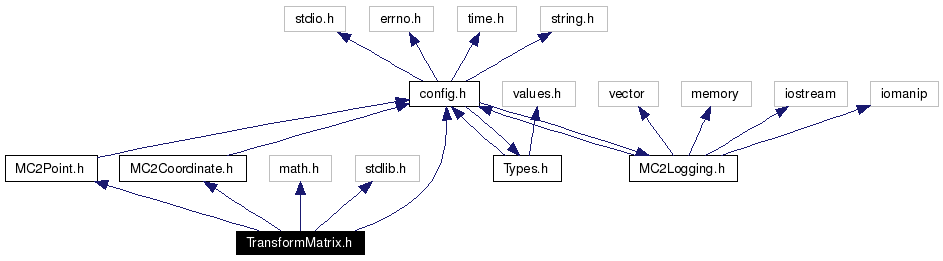 stdio.h errno.h time.h string.h
config.h values.h vector memory iostream iomanip
MC2Point.h MC2Coordinate.h math.h stdlib.h Types.h MC2Logging.h
TransformMatrix.h